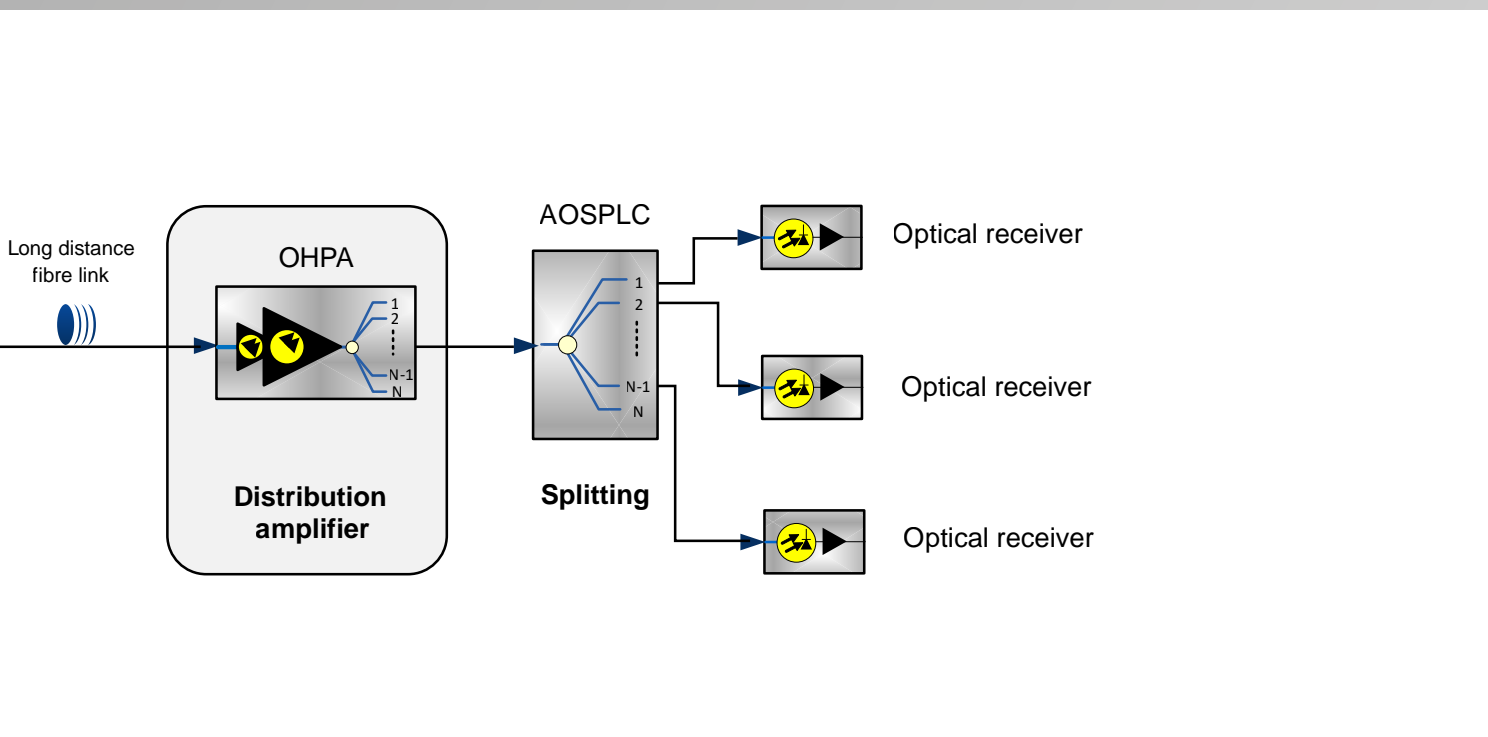 Long distance
fibre link
OHPA
1
2
N-1
N
Distribution
amplifier
AOSPLC
1
2
N-1
N
Splitting
Optical receiver
Optical receiver
Optical receiver